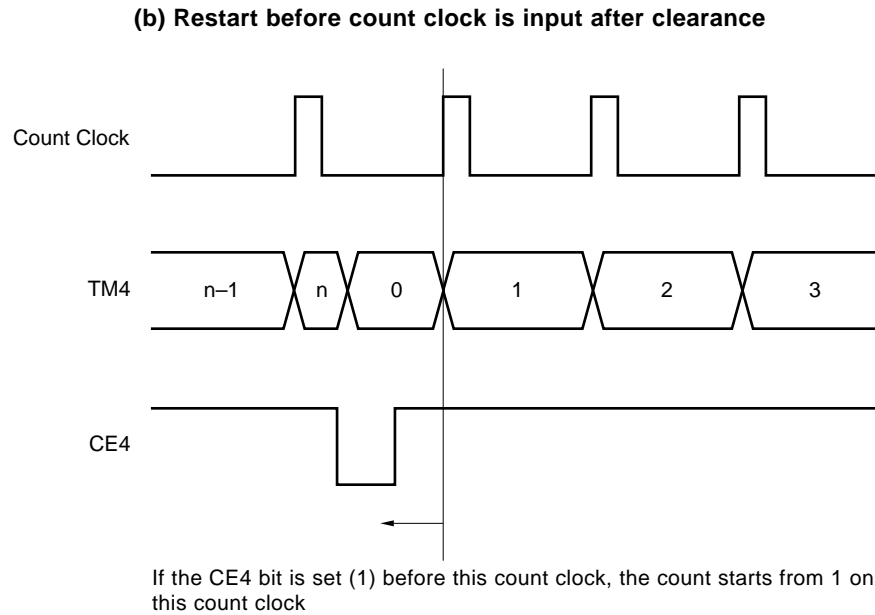 (b) Restart before count clock is input after clearance
Count Clock
TM4
n–1
n
0
1
2
3
CE4
If the CE4 bit is set (1) before this count clock, the count starts from 1 on
this count clock